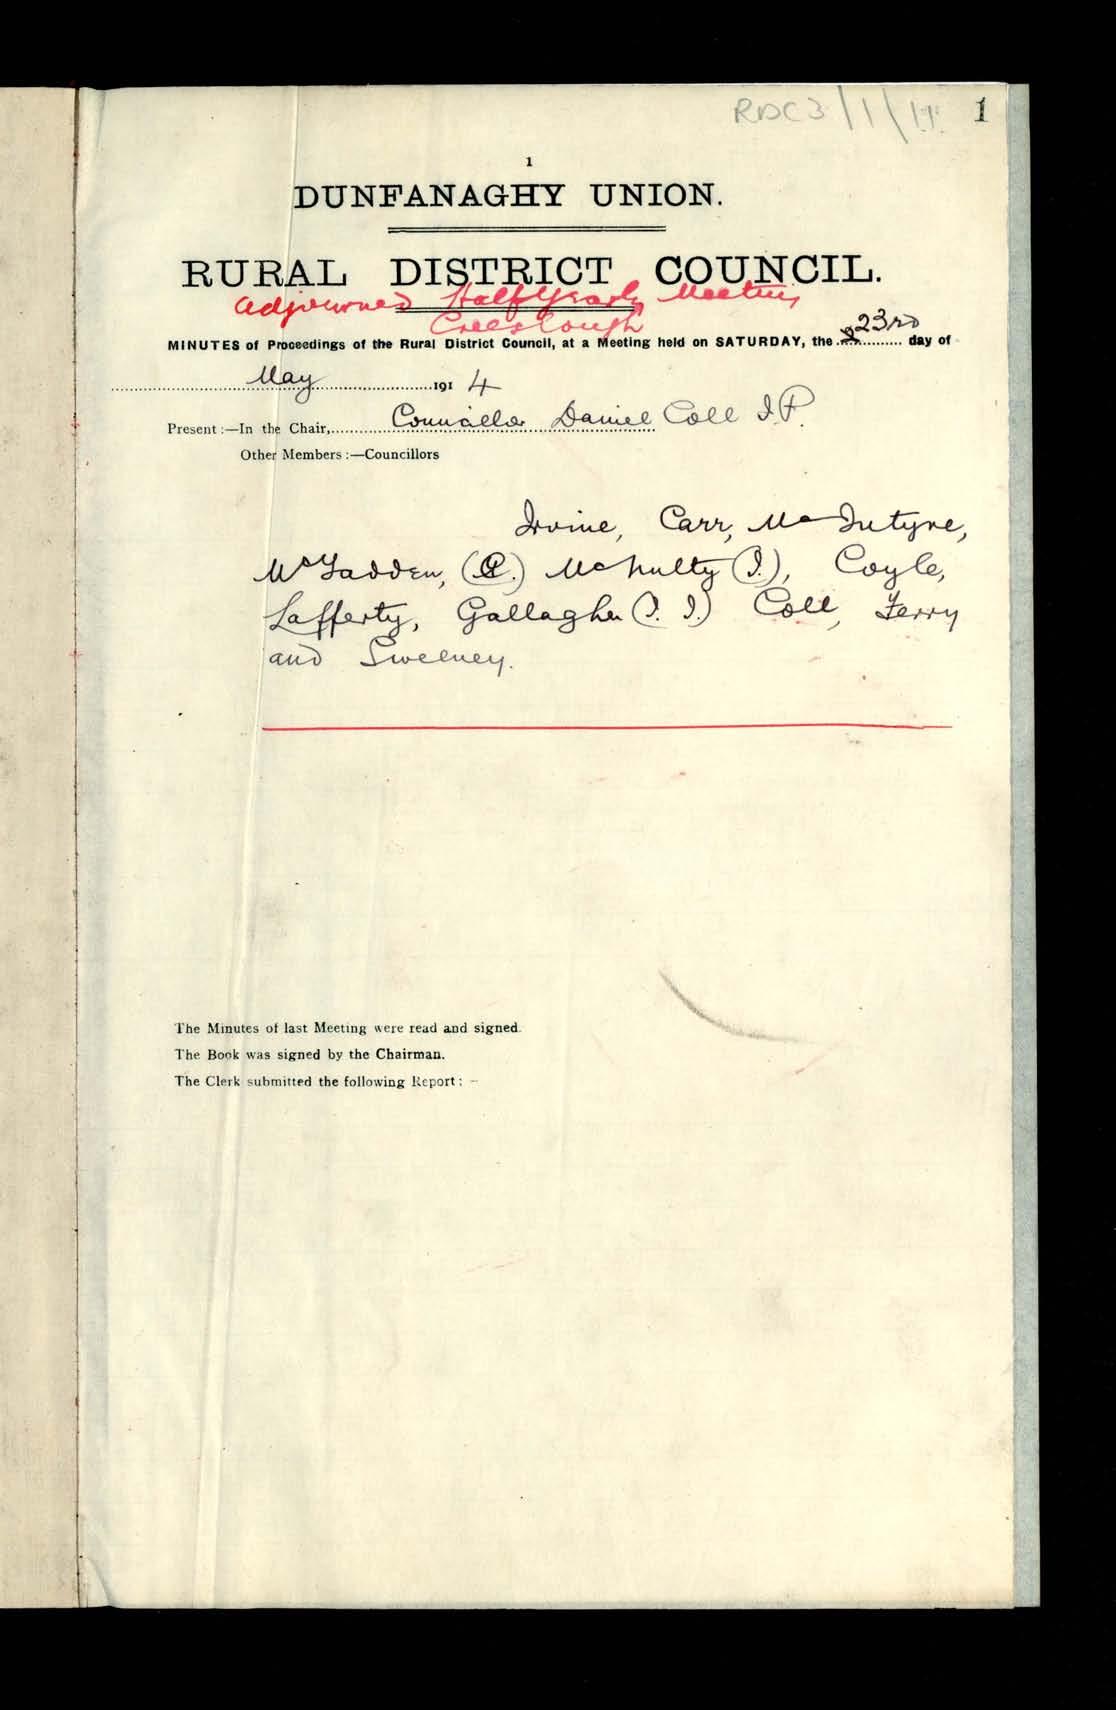 RDC3/1/11 1
1
DUNFANAGHY UNION.
RURAL DISTRICT COUNCIL.
Adjourned Half Yearly Meeting
Creeslough
MINUTES of Proceedings of the Rural District Council, at a Meeting held on SATURDAY, the 23rd day of
May 1914
Present :—In the Chair, Councillor Daniel Coll J.P.
Other Members :—Councillors
Irvine, Carr, McIntyre,
McFadden, ( .) McNulty (J.), Coyle,
Lafferty, Gallagher (J. J.) Coll, Ferry
and Sweeney.
The Minutes of last Meeting were read and signed.
The Book was signed by the Chairman.
The Clerk submitted the following Report: –